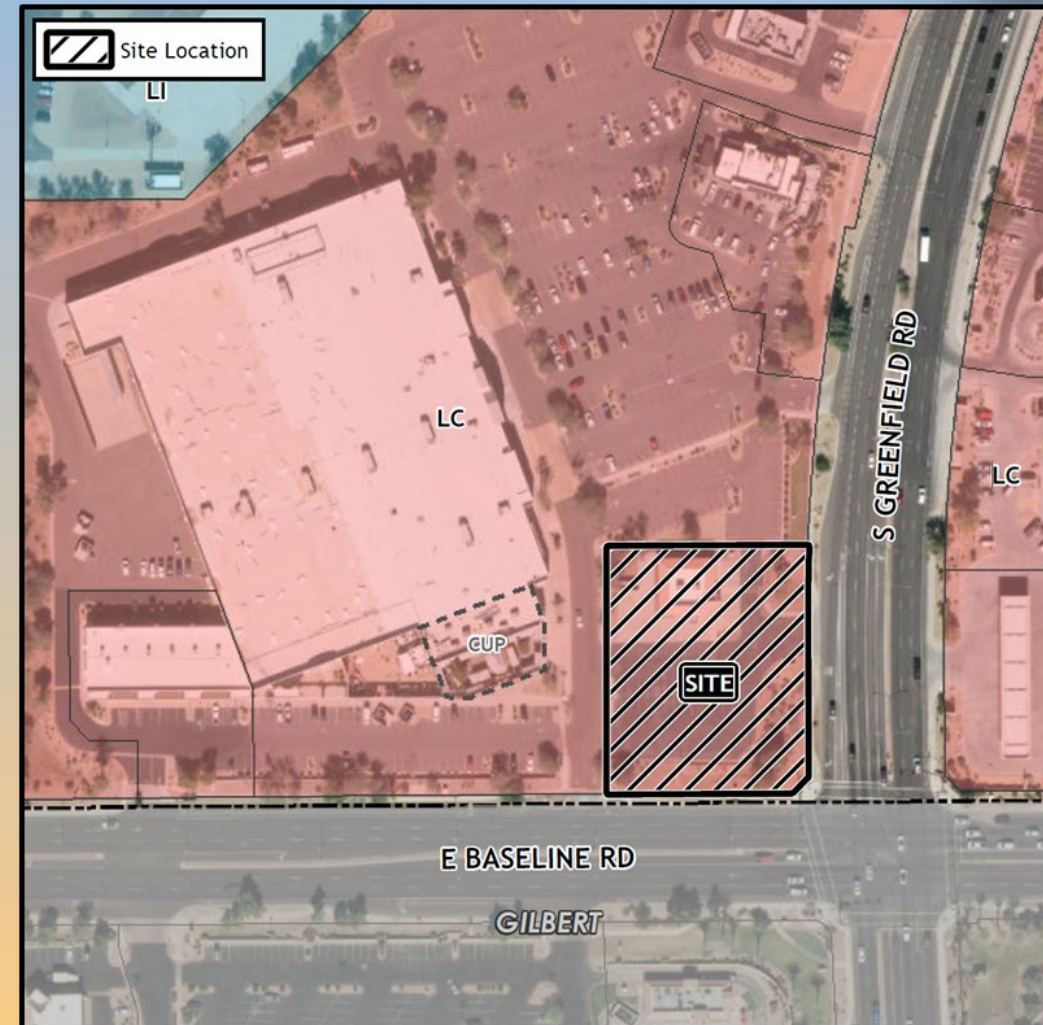 Site Location
LI
LC
S GREENFIELD RD
LC
CUP
SITE
E BASELINE RD
GILBERT